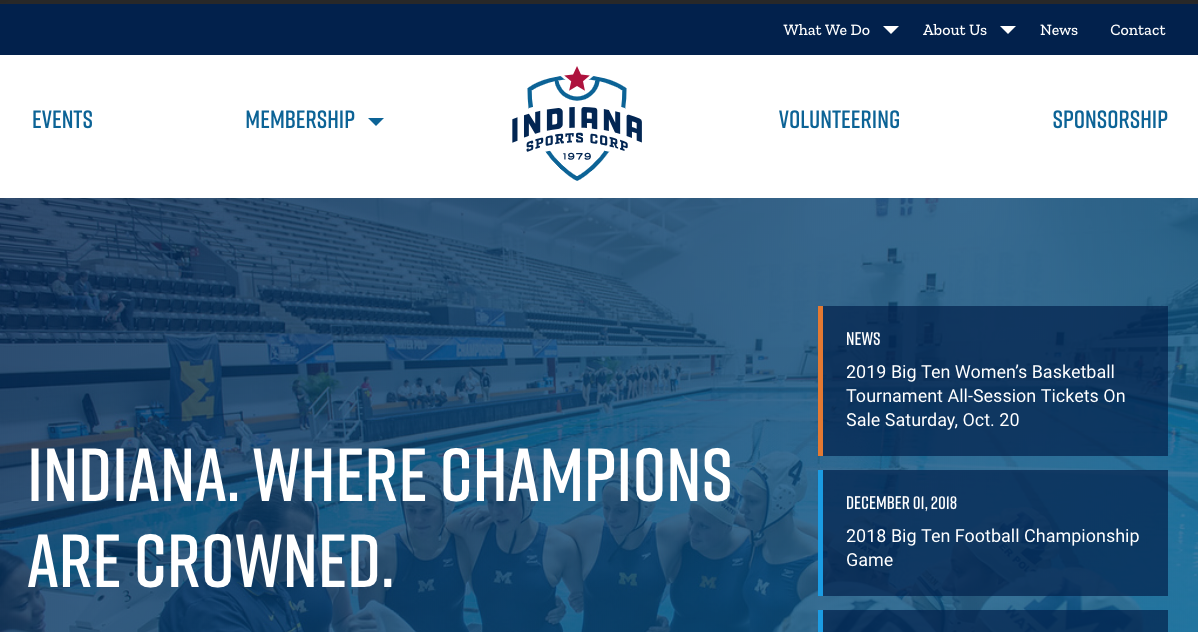 What We Do
About Us
News
Contact
EVENTS
MEMBERSHIP
INDIANA
SPORTS CORP
1979
VOLUNTEERING
SPONSORSHIP
M
INDIANA. WHERE CHAMPIONS
ARE CROWNED.
NEWS
2019 Big Ten Women's Basketball
Tournament All-Session Tickets On
Sale Saturday, Oct. 20
DECEMBER 01, 2018
2018 Big Ten Football Championship
Game
4
M
M
M
M
M
3